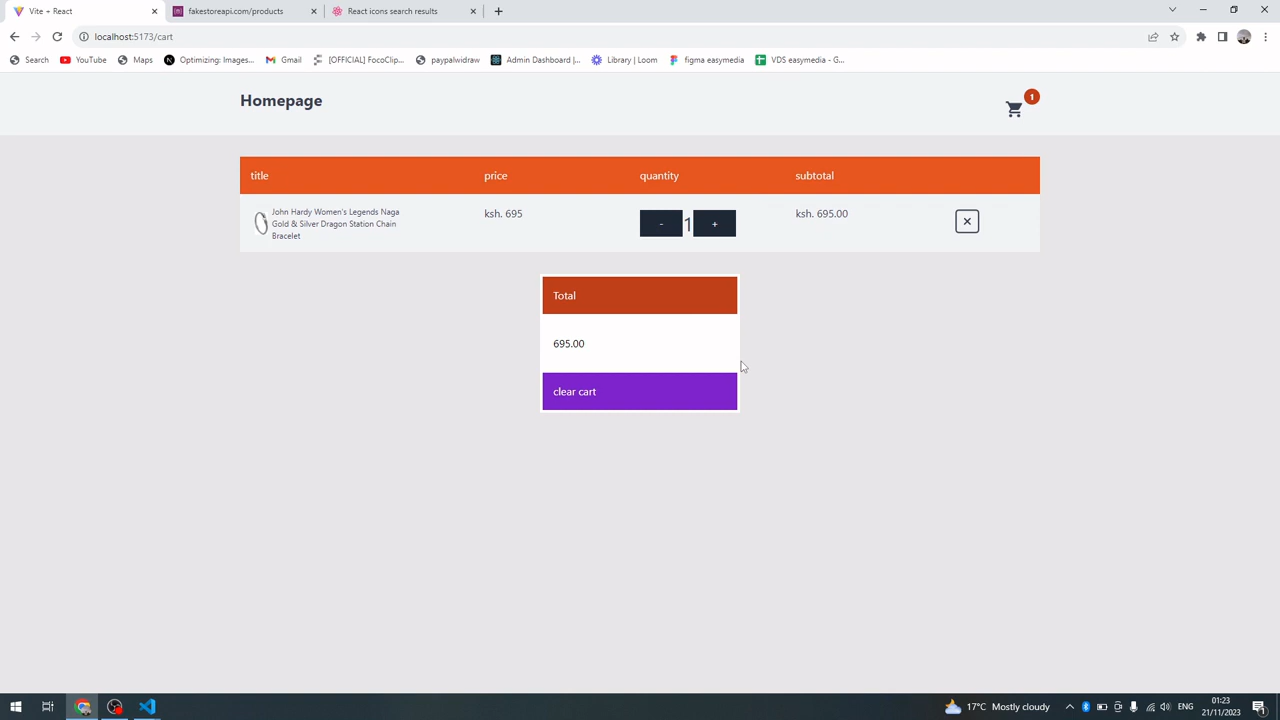 Vite + React
fakestoreapi.com/products
React icons search results
localhost:5173/cart
Search
YouTube
Maps
Optimizing: Images...
Gmail
[OFFICIAL] FocoClip...
paypalwidraw
Admin Dashboard |...
Library | Loom
figma easymedia
VDS easymedia - G...
Homepage
1
title
price
quantity
subtotal
John Hardy Women's Legends Naga
Gold & Silver Dragon Station Chain
Bracelet
ksh. 695
-
1
+
ksh. 695.00
Total
695.00
clear cart
17°C Mostly cloudy
ENG
01:23
21/11/2023
1